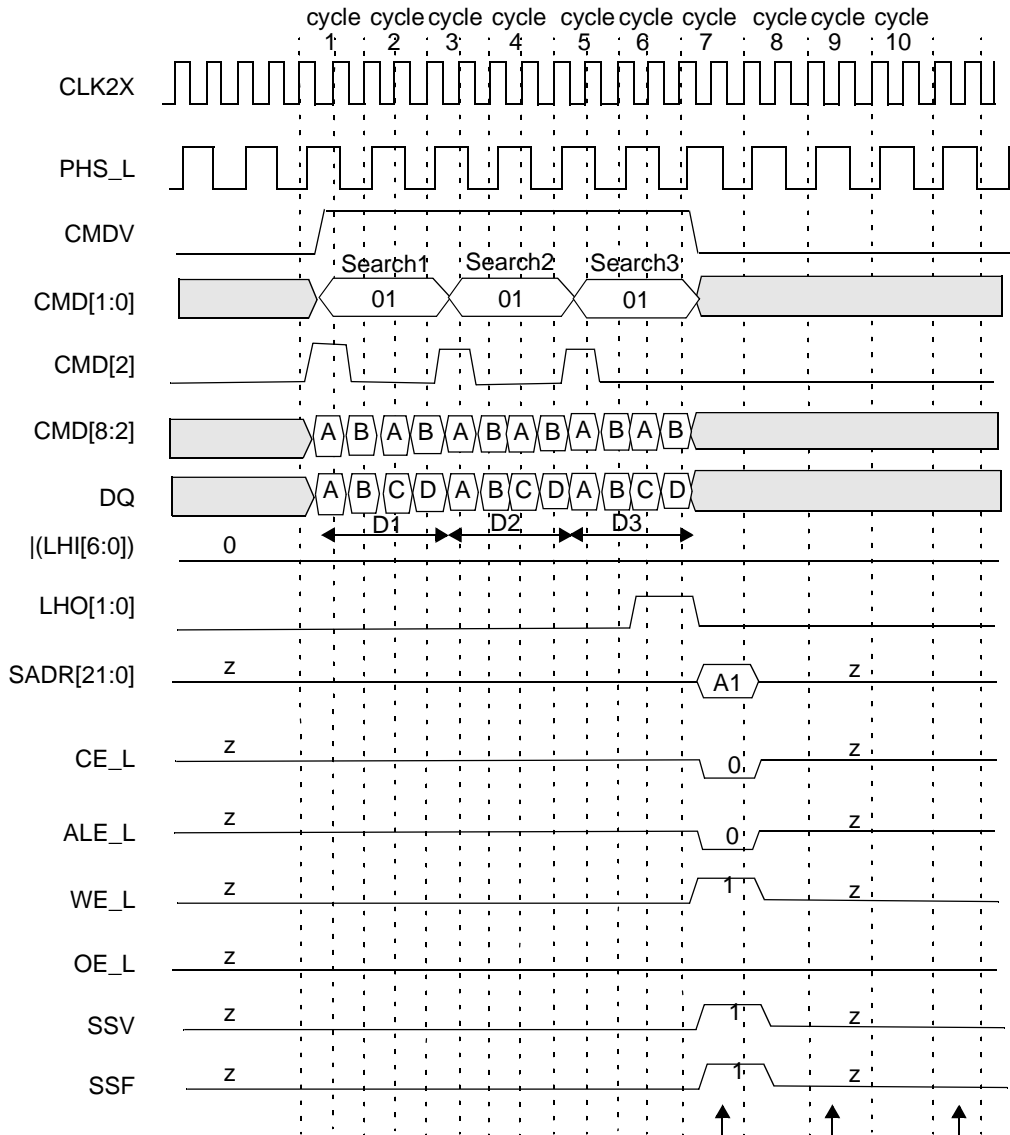 cycle cycle cycle cycle cycle cycle cycle cycle cycle cycle
1 2 3 4 5 6 7 8 9 10
CLK2X
PHS_L
CMDV
Search1 Search2 Search3
CMD[1:0] 01 01 01
CMD[2]
CMD[8:2] A B A B A B A B A B A B
DQ A B C D A B C D A B C D
D1 D2 D3
|(LHI[6:0]) 0
LHO[1:0]
SADR[21:0] z A1 z
CE_L z 0 z
ALE_L z 0 z
WE_L z 1 z
OE_L z
SSV z 1 z
SSF z 1 z